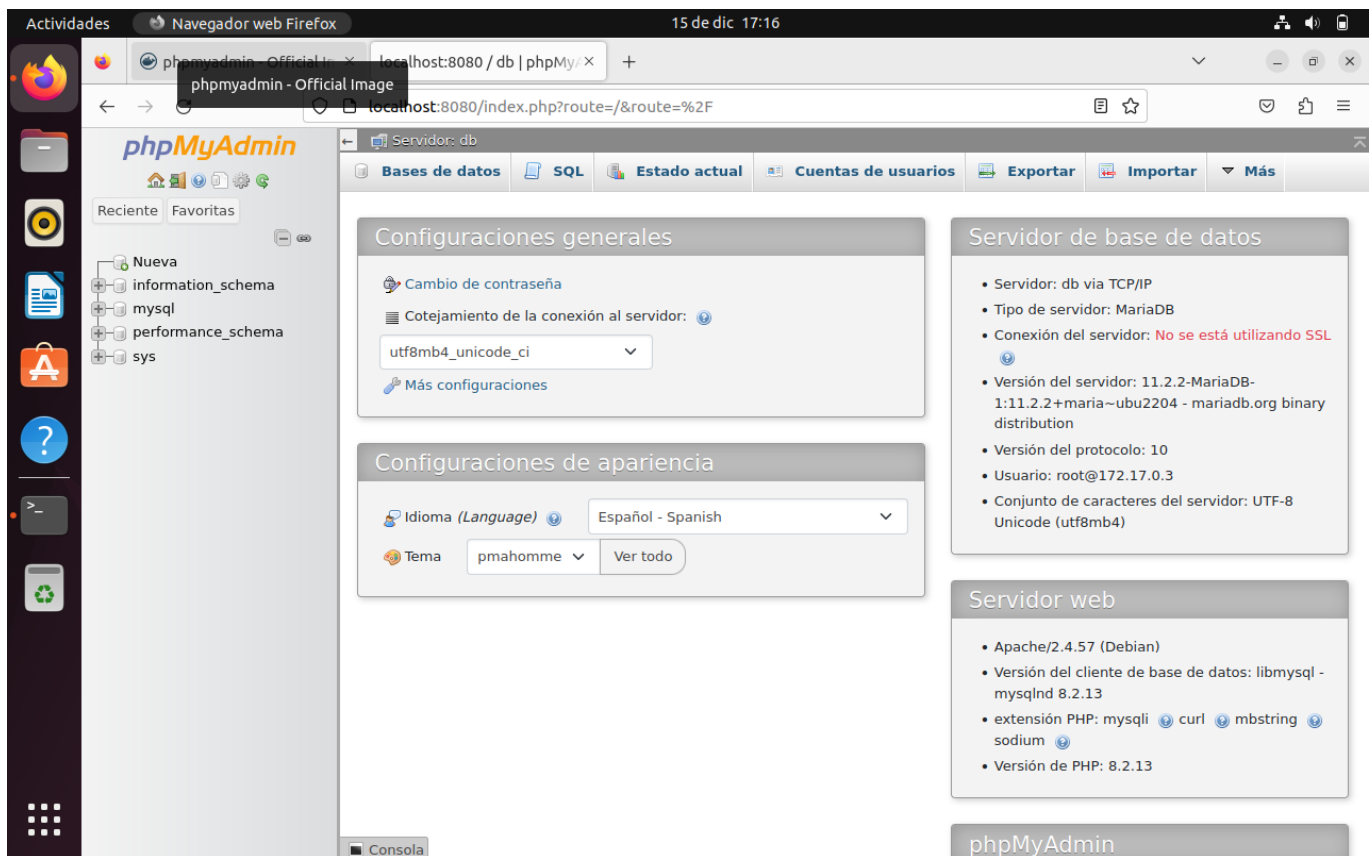 Actividades
Navegador web Firefox
15 de dic 17:16
phpmyadmin - Official
localhost:8080 / db | phpMy
phpmyadmin - Official Image
localhost:8080/index.php?route=/&route=%2F
phpMyAdmin
Reciente Favoritas
Nueva
information_schema
mysql
performance_schema
sys
Servidor: db
Bases de datos SQL Estado actual Cuentas de usuarios Exportar Importar Más
Configuraciones generales
Cambio de contraseña
Cotejamiento de la conexión al servidor:
utf8mb4_unicode_ci
Más configuraciones
Configuraciones de apariencia
Idioma (Language) Español - Spanish
Tema pmahomme Ver todo
Servidor de base de datos
• Servidor: db via TCP/IP
• Tipo de servidor: MariaDB
• Conexión del servidor: No se está utilizando SSL
• Versión del servidor: 11.2.2-MariaDB-
1:11.2.2+maria~ubu2204 - mariadb.org binary
distribution
• Versión del protocolo: 10
• Usuario: root@172.17.0.3
• Conjunto de caracteres del servidor: UTF-8
Unicode (utf8mb4)
Servidor web
• Apache/2.4.57 (Debian)
• Versión del cliente de base de datos: libmysql -
mysqlnd 8.2.13
• extensión PHP: mysqli curl mbstring
sodium
• Versión de PHP: 8.2.13
phpMyAdmin
Consola